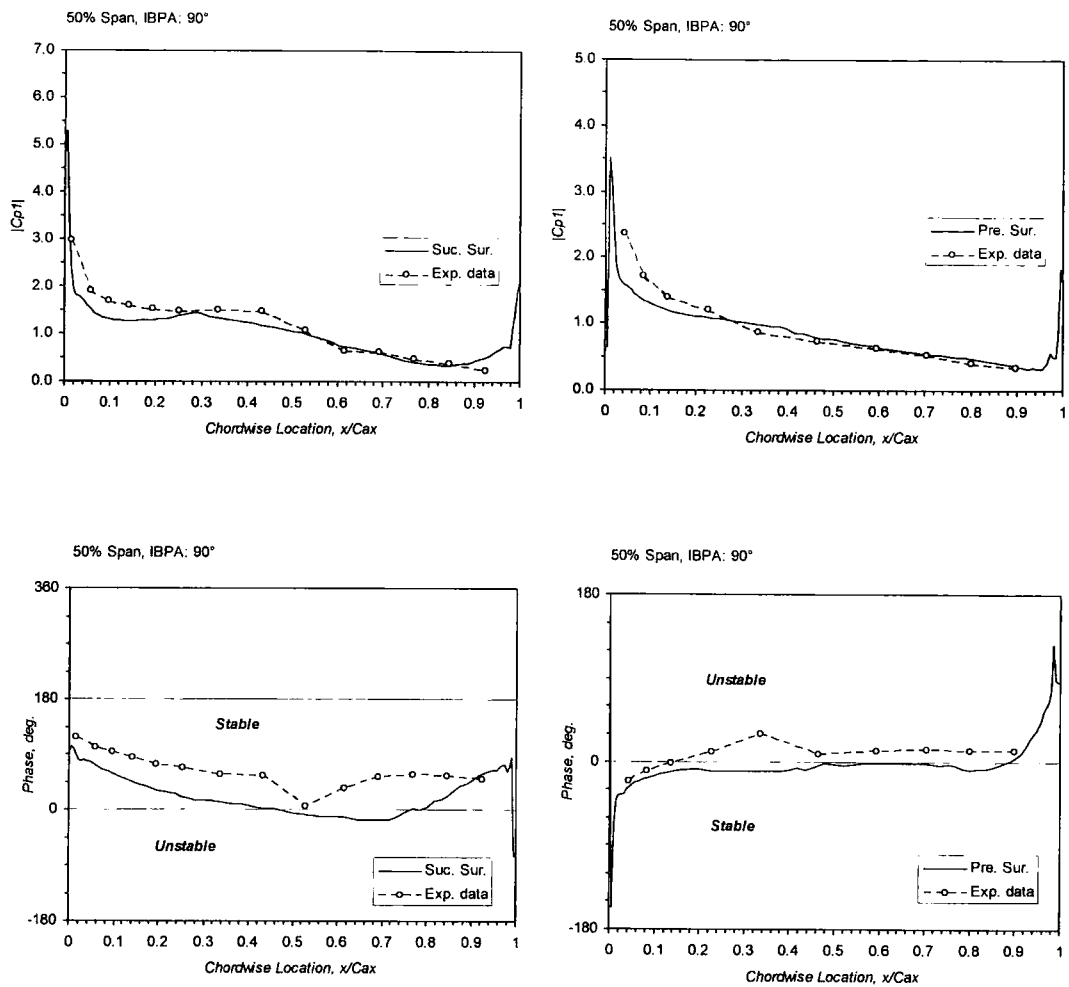 50% Span, IBPA: 90°
7.0
6.0
5.0
4.0
3.0
2.0
1.0
0.0
|Cp1|
Suc. Sur.
Exp. data
0 0.1 0.2 0.3 0.4 0.5 0.6 0.7 0.8 0.9 1
Chordwise Location, x/Cax
50% Span, IBPA: 90°
5.0
4.0
3.0
2.0
1.0
0.0
|Cp1|
Pre. Sur.
Exp. data
0 0.1 0.2 0.3 0.4 0.5 0.6 0.7 0.8 0.9 1
Chordwise Location, x/Cax
50% Span, IBPA: 90°
360
180
0
-180
Phase, deg.
Stable
Unstable
Suc. Sur.
Exp. data
0 0.1 0.2 0.3 0.4 0.5 0.6 0.7 0.8 0.9 1
Chordwise Location, x/Cax
50% Span, IBPA: 90°
180
0
-180
Phase, deg.
Unstable
Stable
Pre. Sur.
Exp. data
0 0.1 0.2 0.3 0.4 0.5 0.6 0.7 0.8 0.9 1
Chordwise Location, x/Cax